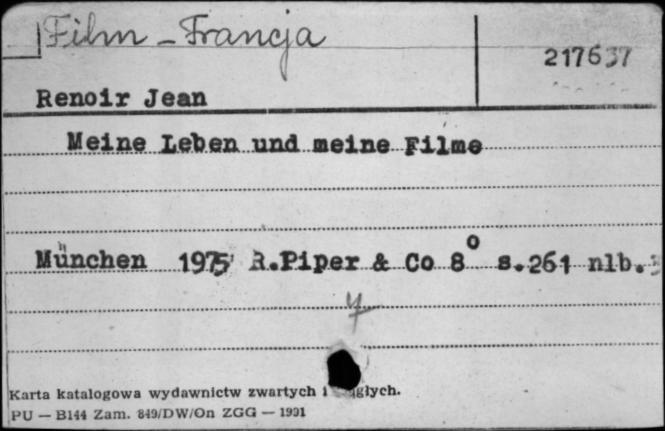 Film – Francja
217637
Renoir Jean
Meine Leben und meine Filme
München 1975 R.Piper & Co 8° s.261 nlb.3
Karta katalogowa wydawnictw zwartych i
PU — B144 Zam. 849/DW/On ZGG — 1991